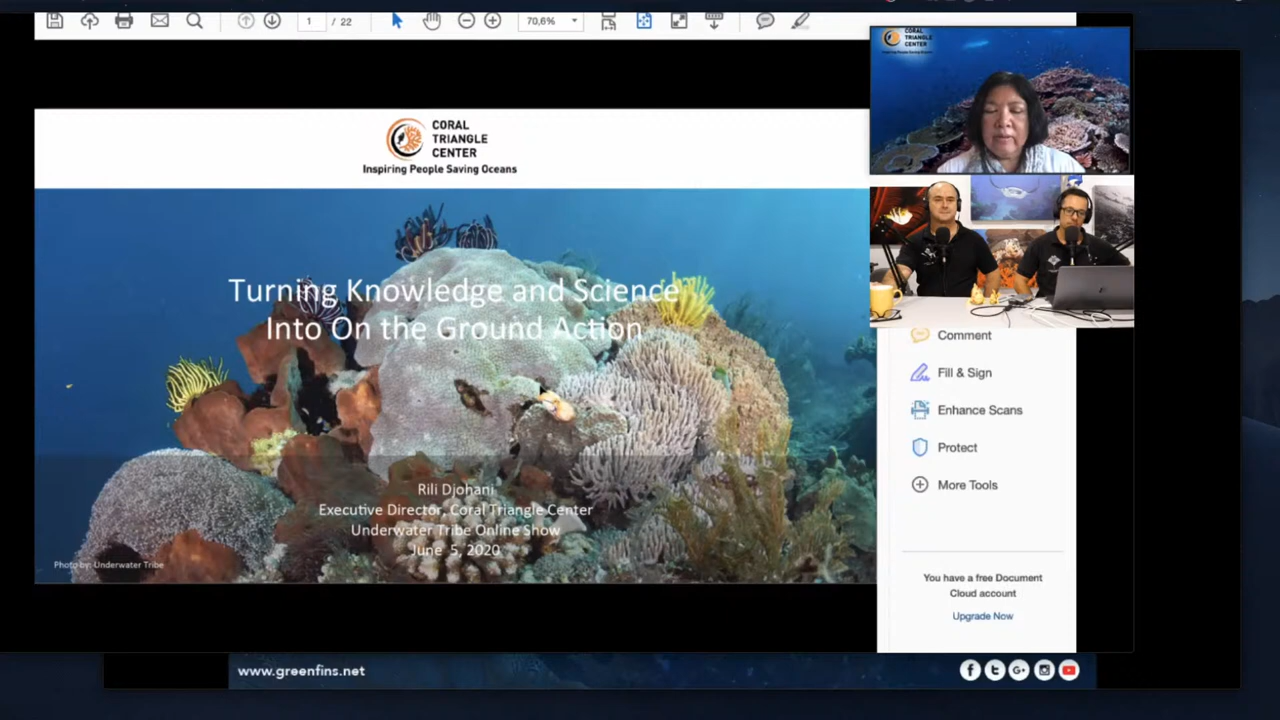 1 / 22
70,6%
CORAL
TRIANGLE
CENTER
CORAL
TRIANGLE
CENTER
Inspiring People Saving Oceans
Turning Knowledge and Science
Into On the Ground Action
Rili Djohani
Executive Director, Coral Triangle Center
Underwater Tribe Online Show
June 5, 2020
Photo by: Underwater Tribe
Comment
Fill & Sign
Enhance Scans
Protect
More Tools
You have a free Document
Cloud account
Upgrade Now
www.greenfins.net